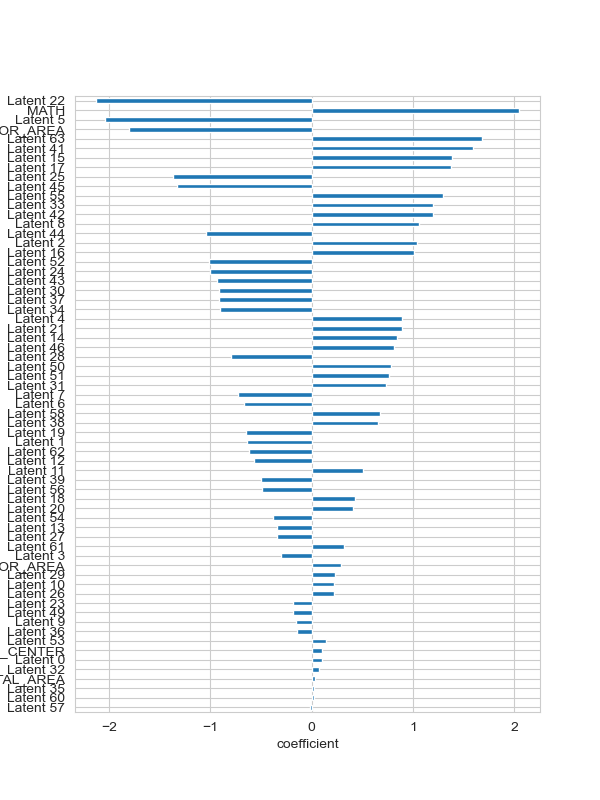 Latent 22
MATH
Latent 5
OR_AREA
Latent 63
Latent 41
Latent 15
Latent 17
Latent 25
Latent 45
Latent 55
Latent 33
Latent 42
Latent 8
Latent 44
Latent 2
Latent 16
Latent 52
Latent 24
Latent 43
Latent 30
Latent 37
Latent 34
Latent 4
Latent 21
Latent 14
Latent 46
Latent 28
Latent 50
Latent 51
Latent 31
Latent 7
Latent 6
Latent 58
Latent 38
Latent 19
Latent 1
Latent 62
Latent 12
Latent 11
Latent 39
Latent 56
Latent 18
Latent 20
Latent 54
Latent 13
Latent 27
Latent 61
Latent 3
OR_AREA
Latent 29
Latent 10
Latent 26
Latent 23
Latent 49
Latent 9
Latent 36
Latent 53
_CENTER
Latent 0
Latent 32
TAL_AREA
Latent 35
Latent 60
Latent 57
−2 −1 0 1 2
coefficient